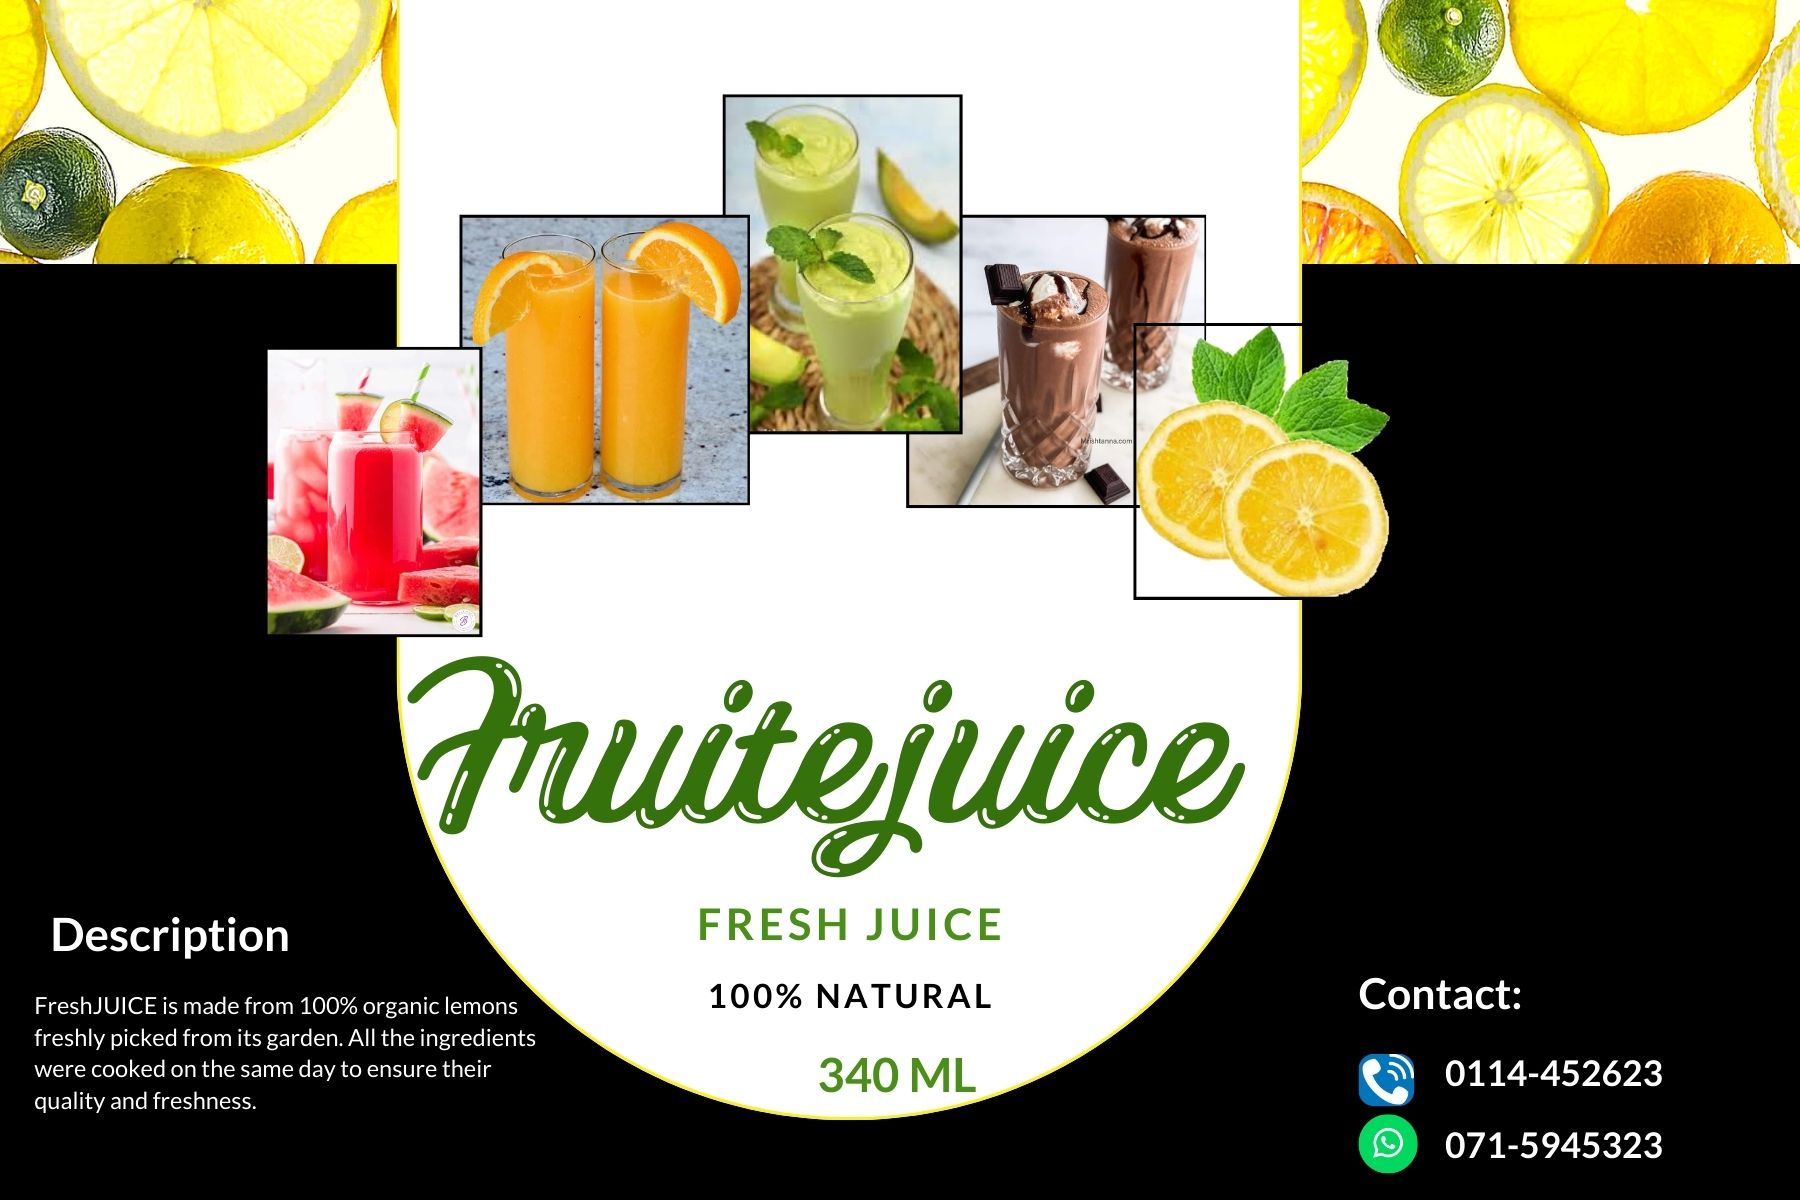 Mrishtanna.com
Fruitejuice
FRESH JUICE
100% NATURAL
340 ML
Description
FreshJUICE is made from 100% organic lemons
freshly picked from its garden. All the ingredients
were cooked on the same day to ensure their
quality and freshness.
Contact:
0114-452623
071-5945323